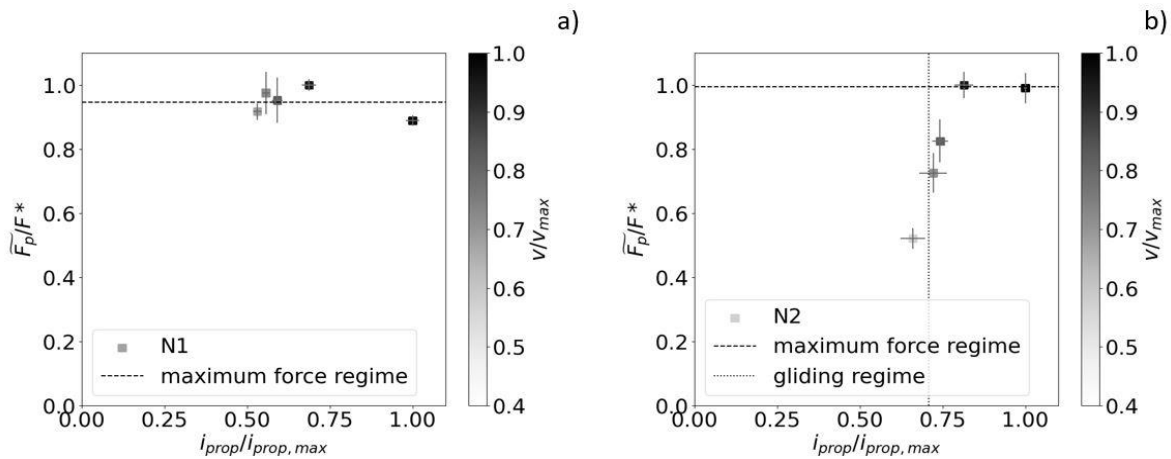 a)
1.0
0.8
0.6
0.4
0.2
0.0
0.00 0.25 0.50 0.75 1.00
F̃p/F*
iprop/iprop, max
N1
maximum force regime
1.0
0.9
0.8
0.7
0.6
0.5
0.4
v/vmax
b)
1.0
0.8
0.6
0.4
0.2
0.0
0.00 0.25 0.50 0.75 1.00
F̃p/F*
iprop/iprop, max
N2
maximum force regime
gliding regime
1.0
0.9
0.8
0.7
0.6
0.5
0.4
v/vmax